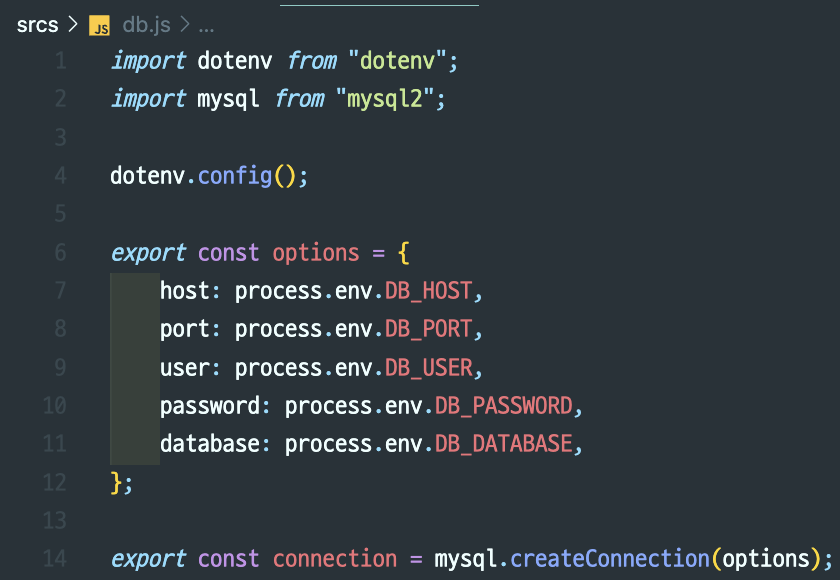 srcs > JS db.js > ...
1 import dotenv from "dotenv";
2 import mysql from "mysql2";
3
4 dotenv.config();
5
6 export const options = {
7 host: process.env.DB_HOST,
8 port: process.env.DB_PORT,
9 user: process.env.DB_USER,
10 password: process.env.DB_PASSWORD,
11 database: process.env.DB_DATABASE,
12 };
13
14 export const connection = mysql.createConnection(options);